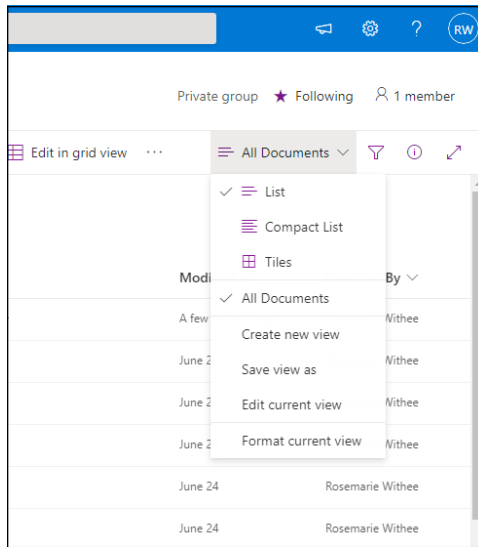 RW
Private group ★ Following 1 member
Edit in grid view ··· All Documents
List
Compact List
Tiles
Modi By
All Documents
A few Withee
Create new view
June 2 Withee
Save view as
June 2 Withee
Edit current view
June 2 Withee
Format current view
June 24 Rosemarie Withee
June 24 Rosemarie Withee